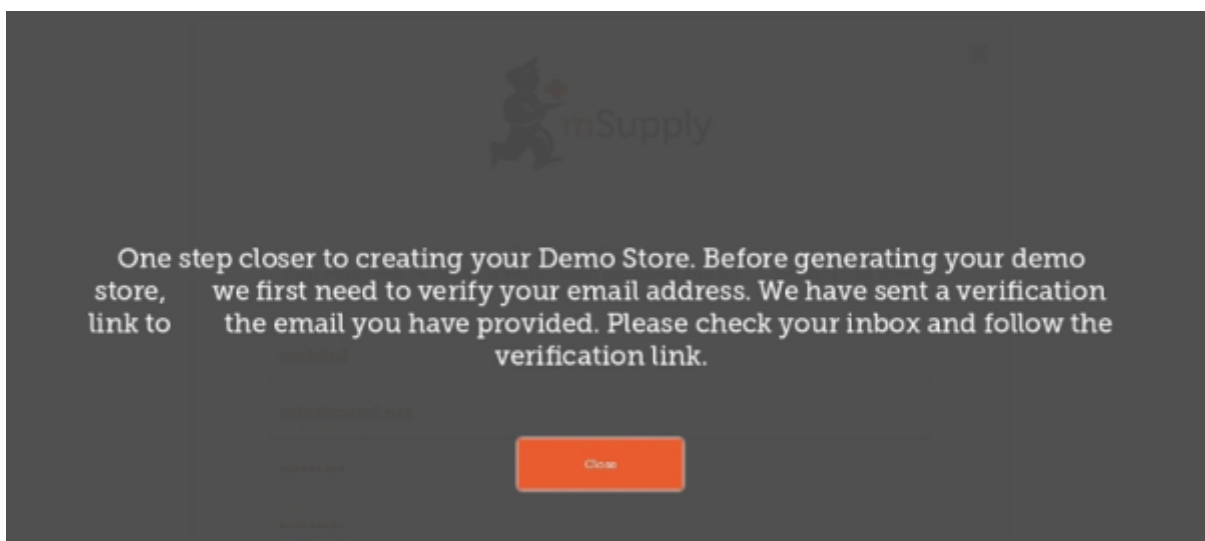 mSupply
One step closer to creating your Demo Store. Before generating your demo
store, we first need to verify your email address. We have sent a verification
link to the email you have provided. Please check your inbox and follow the
verification link.
Close